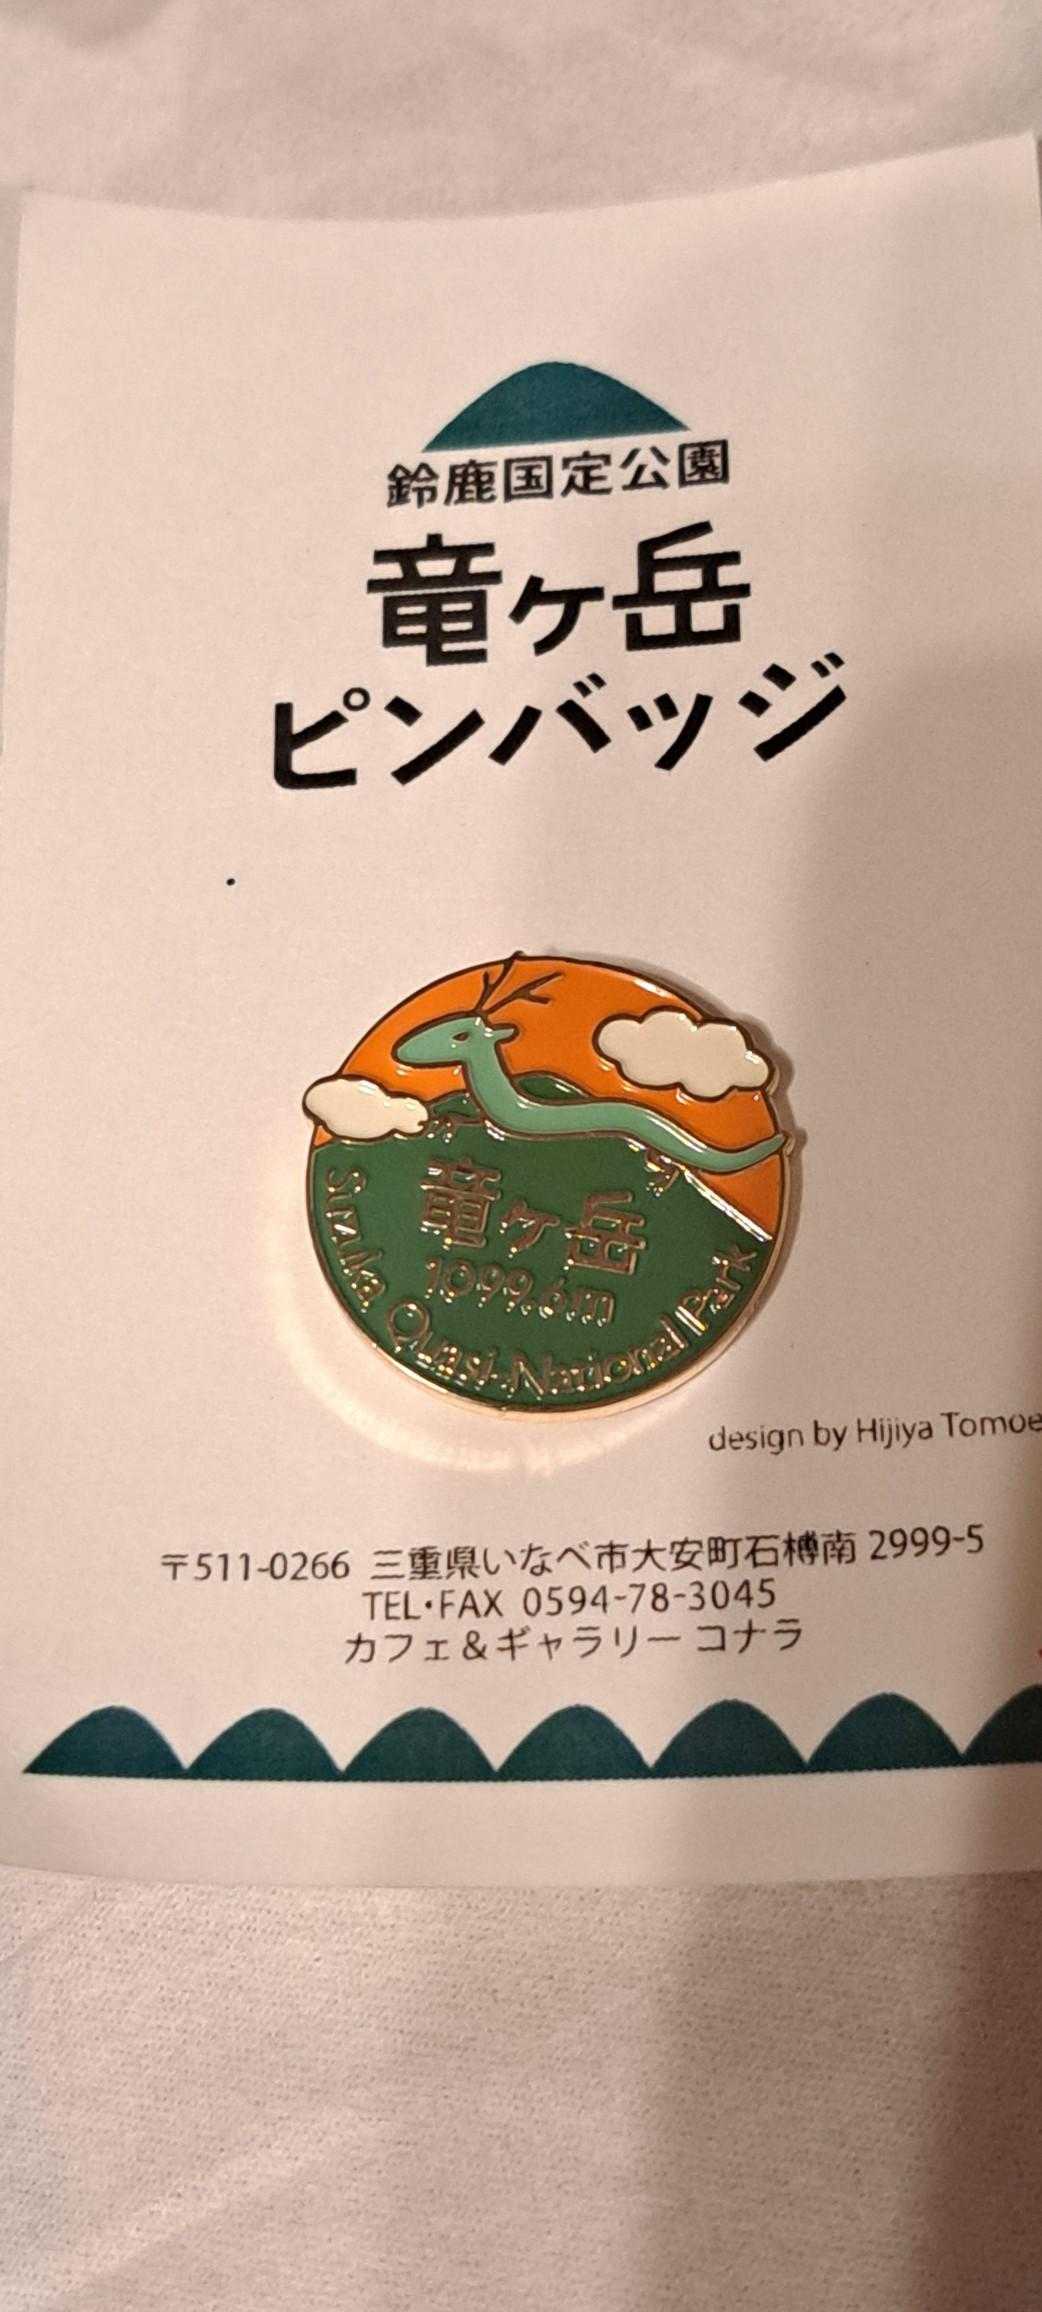 鈴鹿国定公園
竜ヶ岳
ピンバッジ
竜ヶ岳
1099.6m
Suzuka Quasi-National Park
design by Hijiya Tomoe
〒511-0266 三重県いなべ市大安町石榑南 2999-5
TEL・FAX 0594-78-3045
カフェ&ギャラリー コナラ